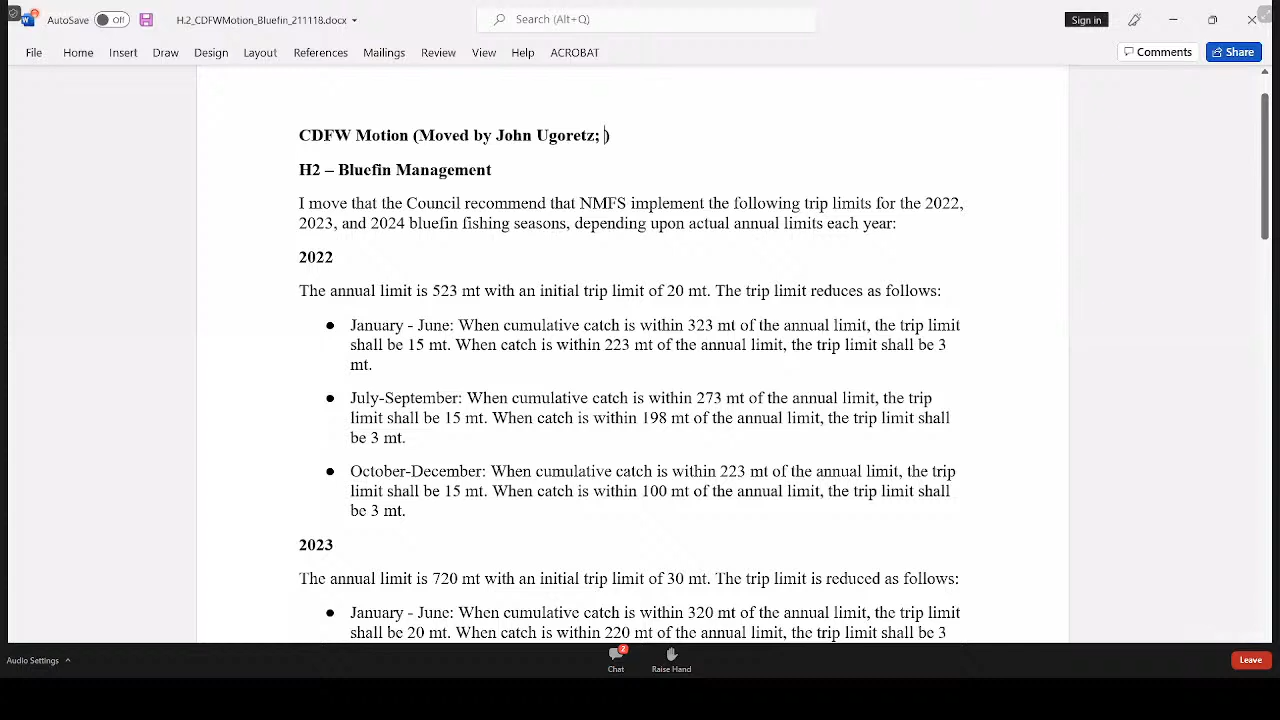 AutoSave Off H.2_CDFWMotion_Bluefin_211118.docx Search (Alt+Q) Sign in
File Home Insert Draw Design Layout References Mailings Review View Help ACROBAT Comments Share
CDFW Motion (Moved by John Ugoretz; )
H2 – Bluefin Management
I move that the Council recommend that NMFS implement the following trip limits for the 2022,
2023, and 2024 bluefin fishing seasons, depending upon actual annual limits each year:
2022
The annual limit is 523 mt with an initial trip limit of 20 mt. The trip limit reduces as follows:
● January - June: When cumulative catch is within 323 mt of the annual limit, the trip limit
shall be 15 mt. When catch is within 223 mt of the annual limit, the trip limit shall be 3
mt.
● July-September: When cumulative catch is within 273 mt of the annual limit, the trip
limit shall be 15 mt. When catch is within 198 mt of the annual limit, the trip limit shall
be 3 mt.
● October-December: When cumulative catch is within 223 mt of the annual limit, the trip
limit shall be 15 mt. When catch is within 100 mt of the annual limit, the trip limit shall
be 3 mt.
2023
The annual limit is 720 mt with an initial trip limit of 30 mt. The trip limit is reduced as follows:
● January - June: When cumulative catch is within 320 mt of the annual limit, the trip limit
shall be 20 mt. When catch is within 220 mt of the annual limit, the trip limit shall be 3
Audio Settings 2 Chat Raise Hand Leave